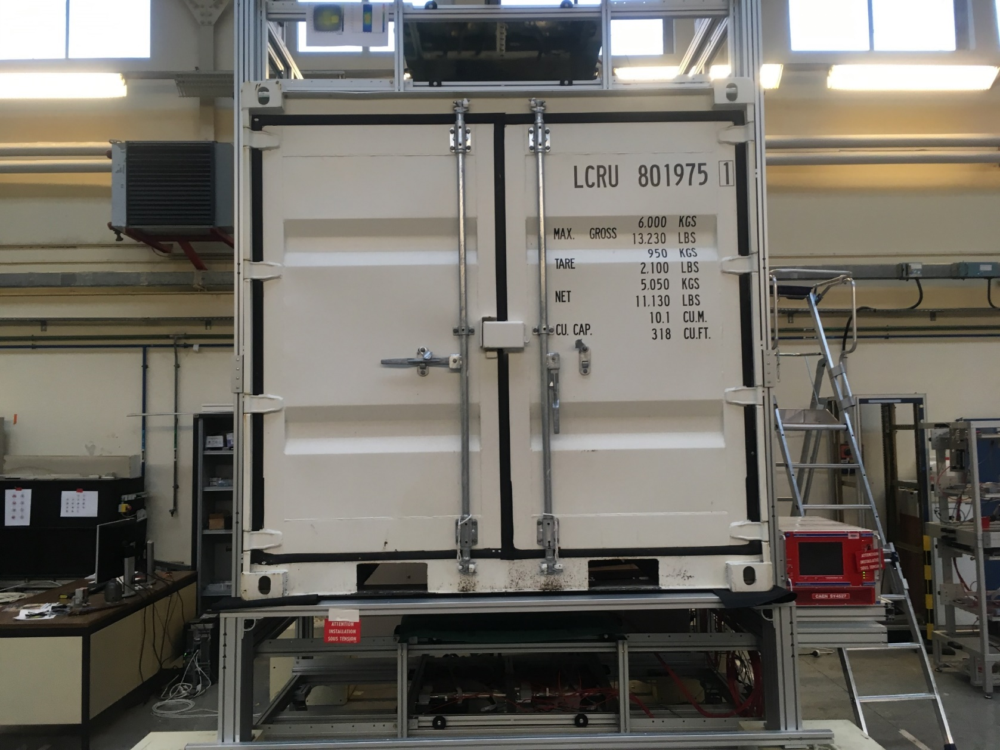 LCRU 801975 1
6.000 KGS
MAX. GROSS 13,230 LBS
950 KGS
TARE 2.100 LBS
5.050 KGS
NET 11,130 LBS
10.1 CU.M.
CU. CAP. 318 CU.FT.
ATTENTION
INSTALLATION
SOUS TENSION
CAEN SY4527
ATTENTION
INSTALLATION
SOUS TENSION